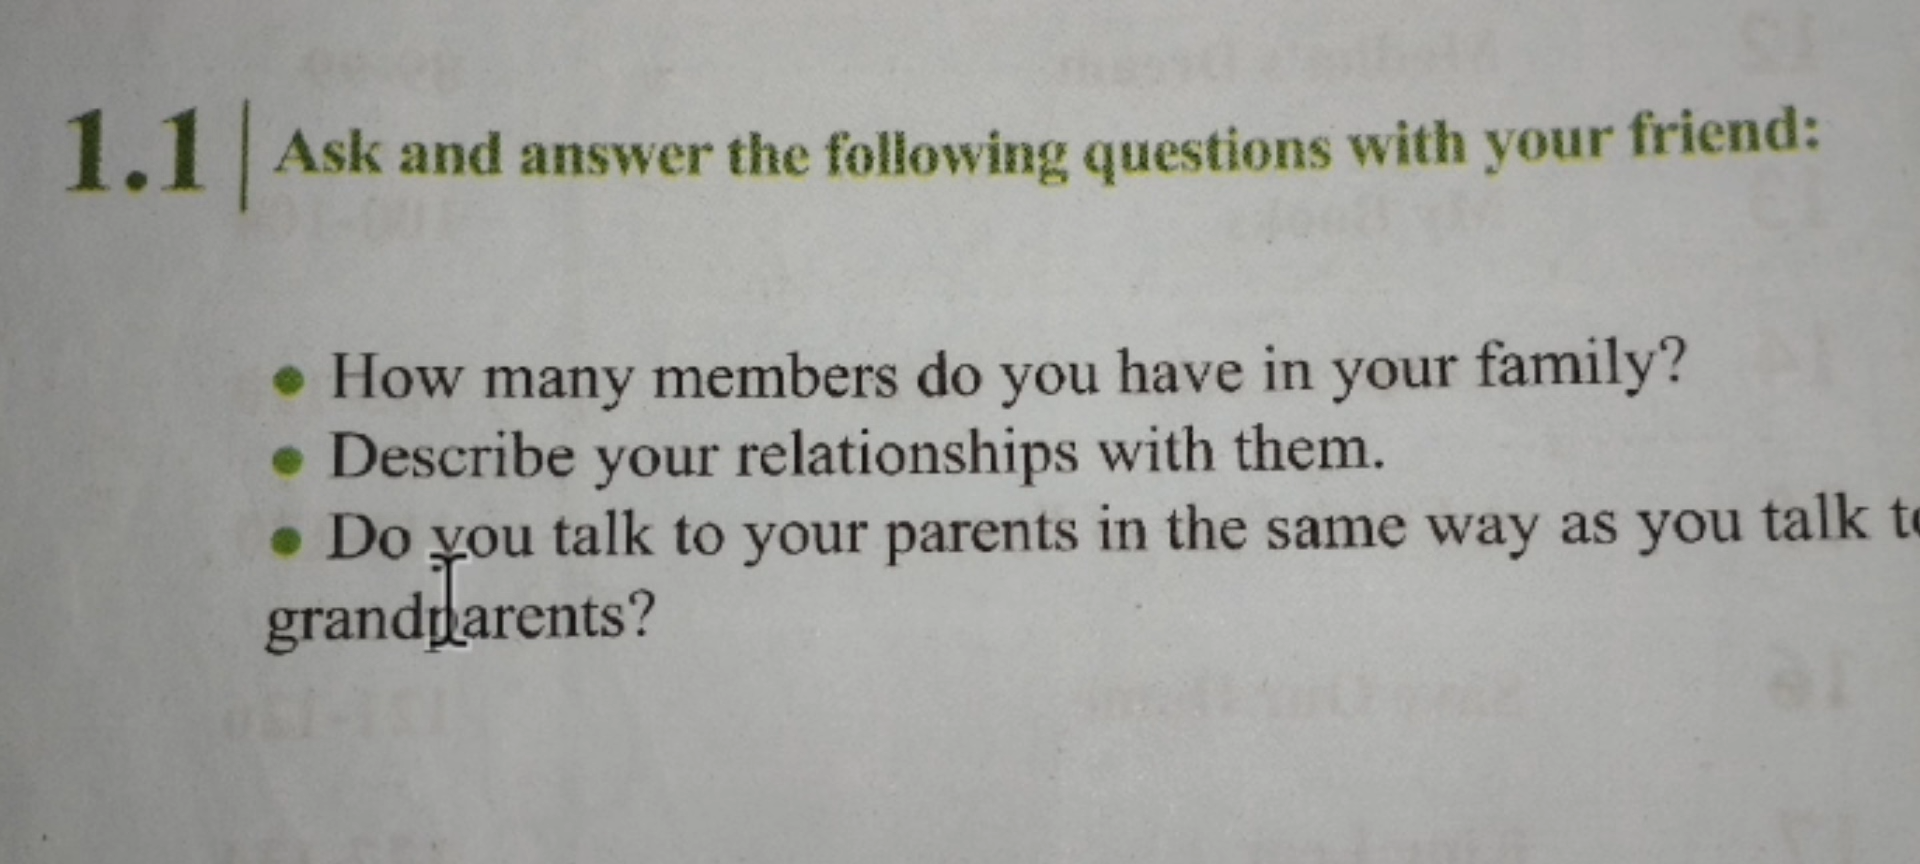 1.1 Ask and answer the following questions with your friend:
• How many members do you have in your family?
• Describe your relationships with them.
• Do you talk to your parents in the same way as you talk to
grandparents?